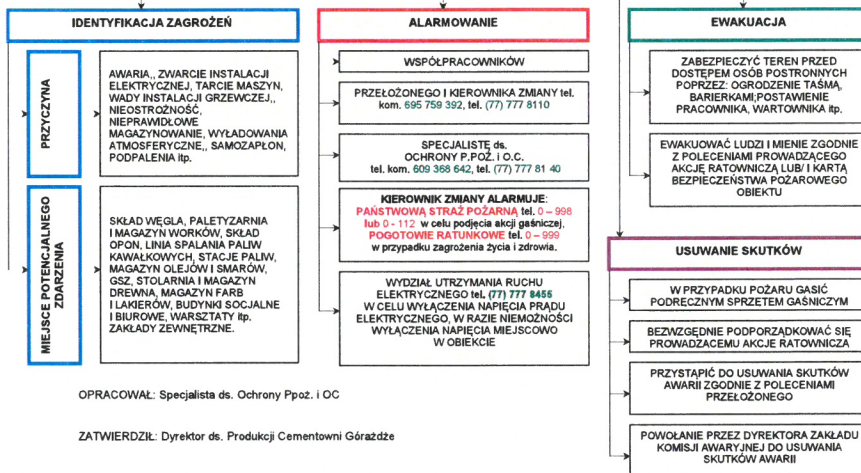 IDENTYFIKACJA ZAGROŻEŃ
PRZYCZYNA
AWARIA,, ZWARCIE INSTALACJI
ELEKTRYCZNEJ, TARCIE MASZYN,
WADY INSTALACJI GRZEWCZEJ,,
NIEOSTROŻNOŚĆ,
NIEPRAWIDŁOWE
MAGAZYNOWANIE, WYŁADOWANIA
ATMOSFERYCZNE,, SAMOZAPŁON,
PODPALENIA itp.
MIEJSCE POTENCJALNEGO
ZDARZENIA
SKŁAD WĘGLA, PALETYZARNIA
I MAGAZYN WORKÓW, SKŁAD
OPON, LINIA SPALANIA PALIW
KAWAŁKOWYCH, STACJE PALIW,
MAGAZYN OLEJÓW I SMARÓW,
GSZ, STOLARNIA I MAGAZYN
DREWNA, MAGAZYN FARB
I LAKIERÓW, BUDYNKI SOCJALNE
I BIUROWE, WARSZTATY itp.
ZAKŁADY ZEWNĘTRZNE.
ALARMOWANIE
WSPÓŁPRACOWNIKÓW
PRZEŁOŻONEGO I KIEROWNIKA ZMIANY tel.
kom. 695 759 392, tel. (77) 777 8110
SPECJALISTĘ ds.
OCHRONY P.POŻ. i O.C.
tel. kom. 609 368 642, tel. (77) 777 81 40
KIEROWNIK ZMIANY ALARMUJE:
PAŃSTWOWĄ STRAŻ POŻARNĄ tel. 0 – 998
lub 0 - 112 w celu podjęcia akcji gaśniczej,
POGOTOWIE RATUNKOWE tel. 0 – 999
w przypadku zagrożenia życia i zdrowia.
WYDZIAŁ UTRZYMANIA RUCHU
ELEKTRYCZNEGO tel. (77) 777 8455
W CELU WYŁĄCZENIA NAPIĘCIA PRĄDU
ELEKTRYCZNEGO, W RAZIE NIEMOŻNOŚCI
WYŁĄCZENIA NAPIĘCIA MIEJSCOWO
W OBIEKCIE
EWAKUACJA
ZABEZPIECZYĆ TEREN PRZED
DOSTĘPEM OSÓB POSTRONNYCH
POPRZEZ: OGRODZENIE TAŚMĄ,
BARIERKAMI;POSTAWIENIE
PRACOWNIKA, WARTOWNIKA itp.
EWAKUOWAĆ LUDZI I MIENIE ZGODNIE
Z POLECENIAMI PROWADZĄCEGO
AKCJĘ RATOWNICZĄ LUB/ I KARTĄ
BEZPIECZEŃSTWA POŻAROWEGO
OBIEKTU
USUWANIE SKUTKÓW
W PRZYPADKU POŻARU GASIĆ
PODRĘCZNYM SPRZĘTEM GAŚNICZYM
BEZWZGĘDNIE PODPORZĄDKOWAĆ SIĘ
PROWADZACEMU AKCJE RATOWNICZA
PRZYSTĄPIĆ DO USUWANIA SKUTKÓW
AWARII ZGODNIE Z POLECENIAMI
PRZEŁOŻONEGO
POWOŁANIE PRZEZ DYREKTORA ZAKŁADU
KOMISJI AWARYJNEJ DO USUWANIA
SKUTKÓW AWARII
OPRACOWAŁ: Specjalista ds. Ochrony Ppoż. i OC
ZATWIERDZIŁ: Dyrektor ds. Produkcji Cementowni Górażdże